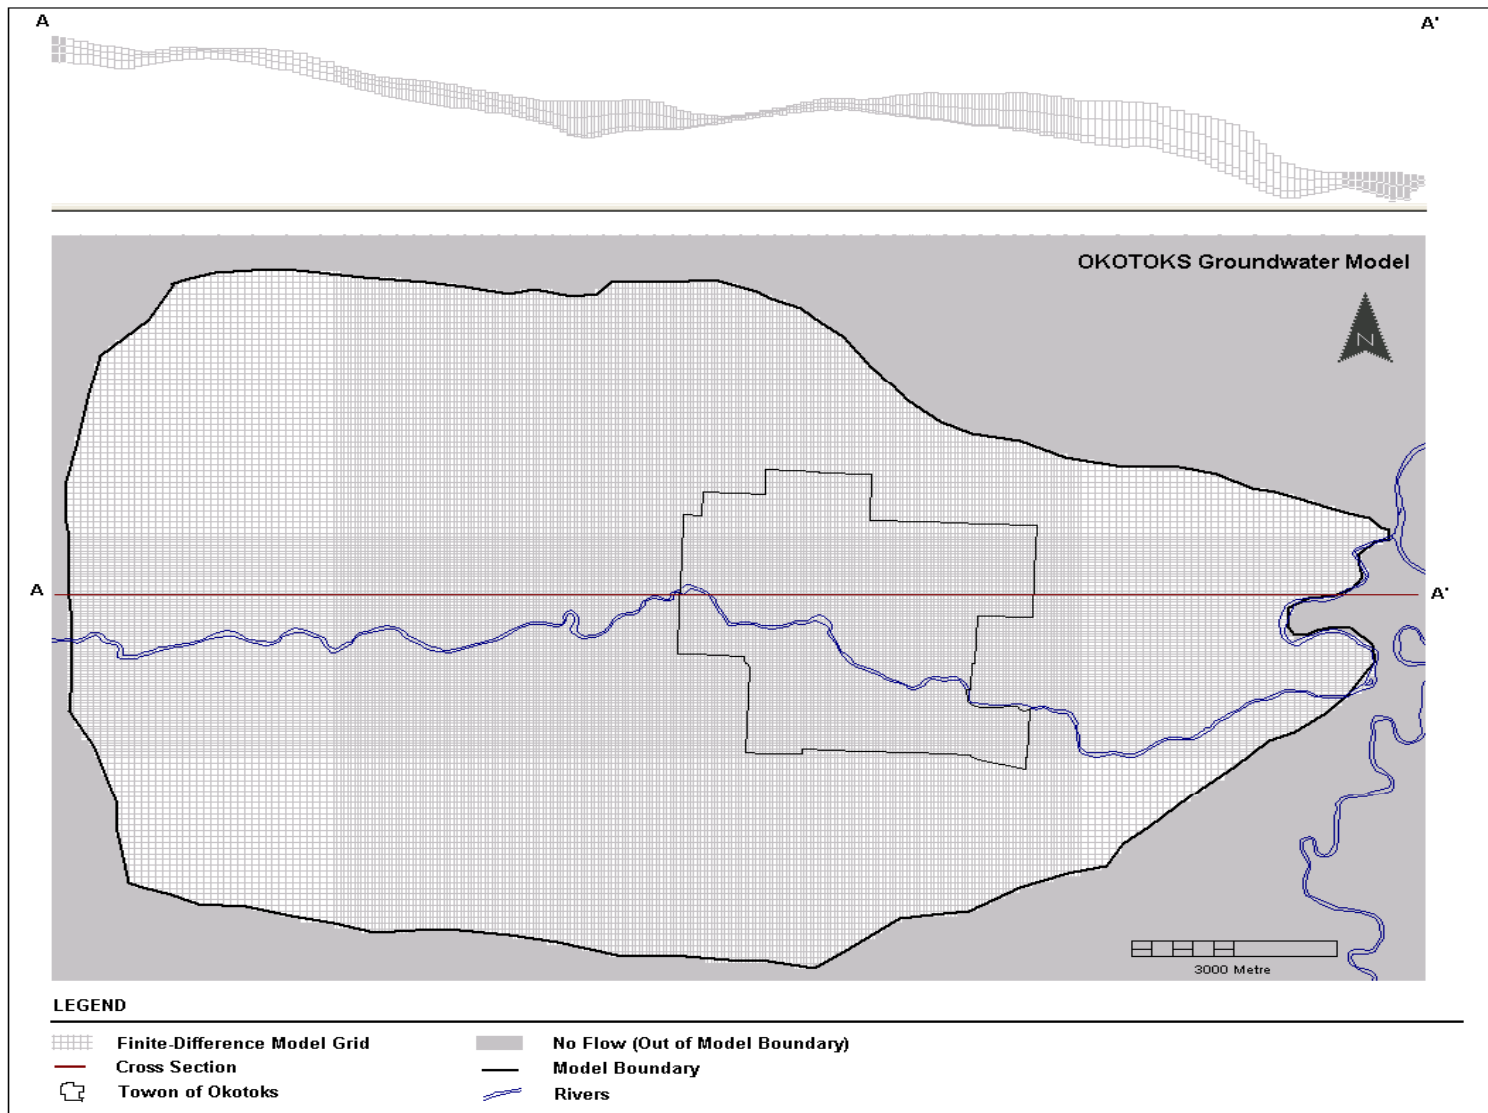 A A'
OKOTOKS Groundwater Model
N
A A'
3000 Metre
LEGEND
Finite-Difference Model Grid No Flow (Out of Model Boundary)
Cross Section Model Boundary
Towon of Okotoks Rivers